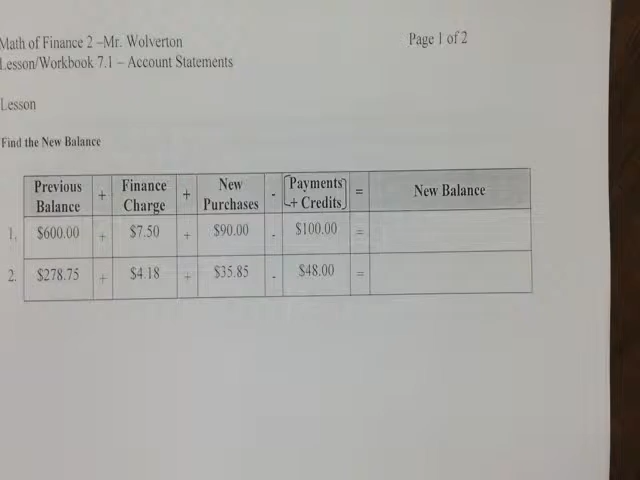 Math of Finance 2 –Mr. Wolverton
Page 1 of 2
Lesson/Workbook 7.1 – Account Statements
Lesson
Find the New Balance
Previous Balance + Finance Charge + New Purchases - [Payments + Credits] = New Balance
1. $600.00 + $7.50 + $90.00 - $100.00 =
2. $278.75 + $4.18 + $35.85 - $48.00 =